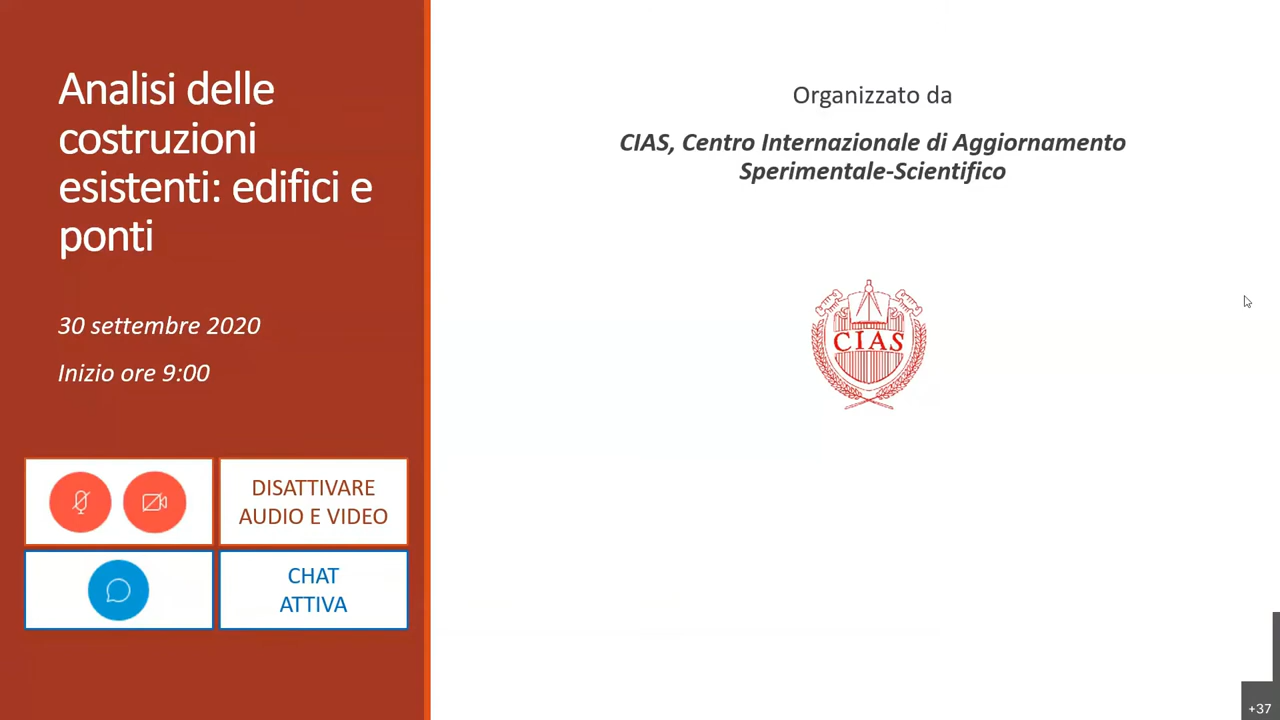 Analisi delle
costruzioni
esistenti: edifici e
ponti
30 settembre 2020
Inizio ore 9:00
DISATTIVARE
AUDIO E VIDEO
CHAT
ATTIVA
Organizzato da
CIAS, Centro Internazionale di Aggiornamento
Sperimentale-Scientifico
CIAS
+37